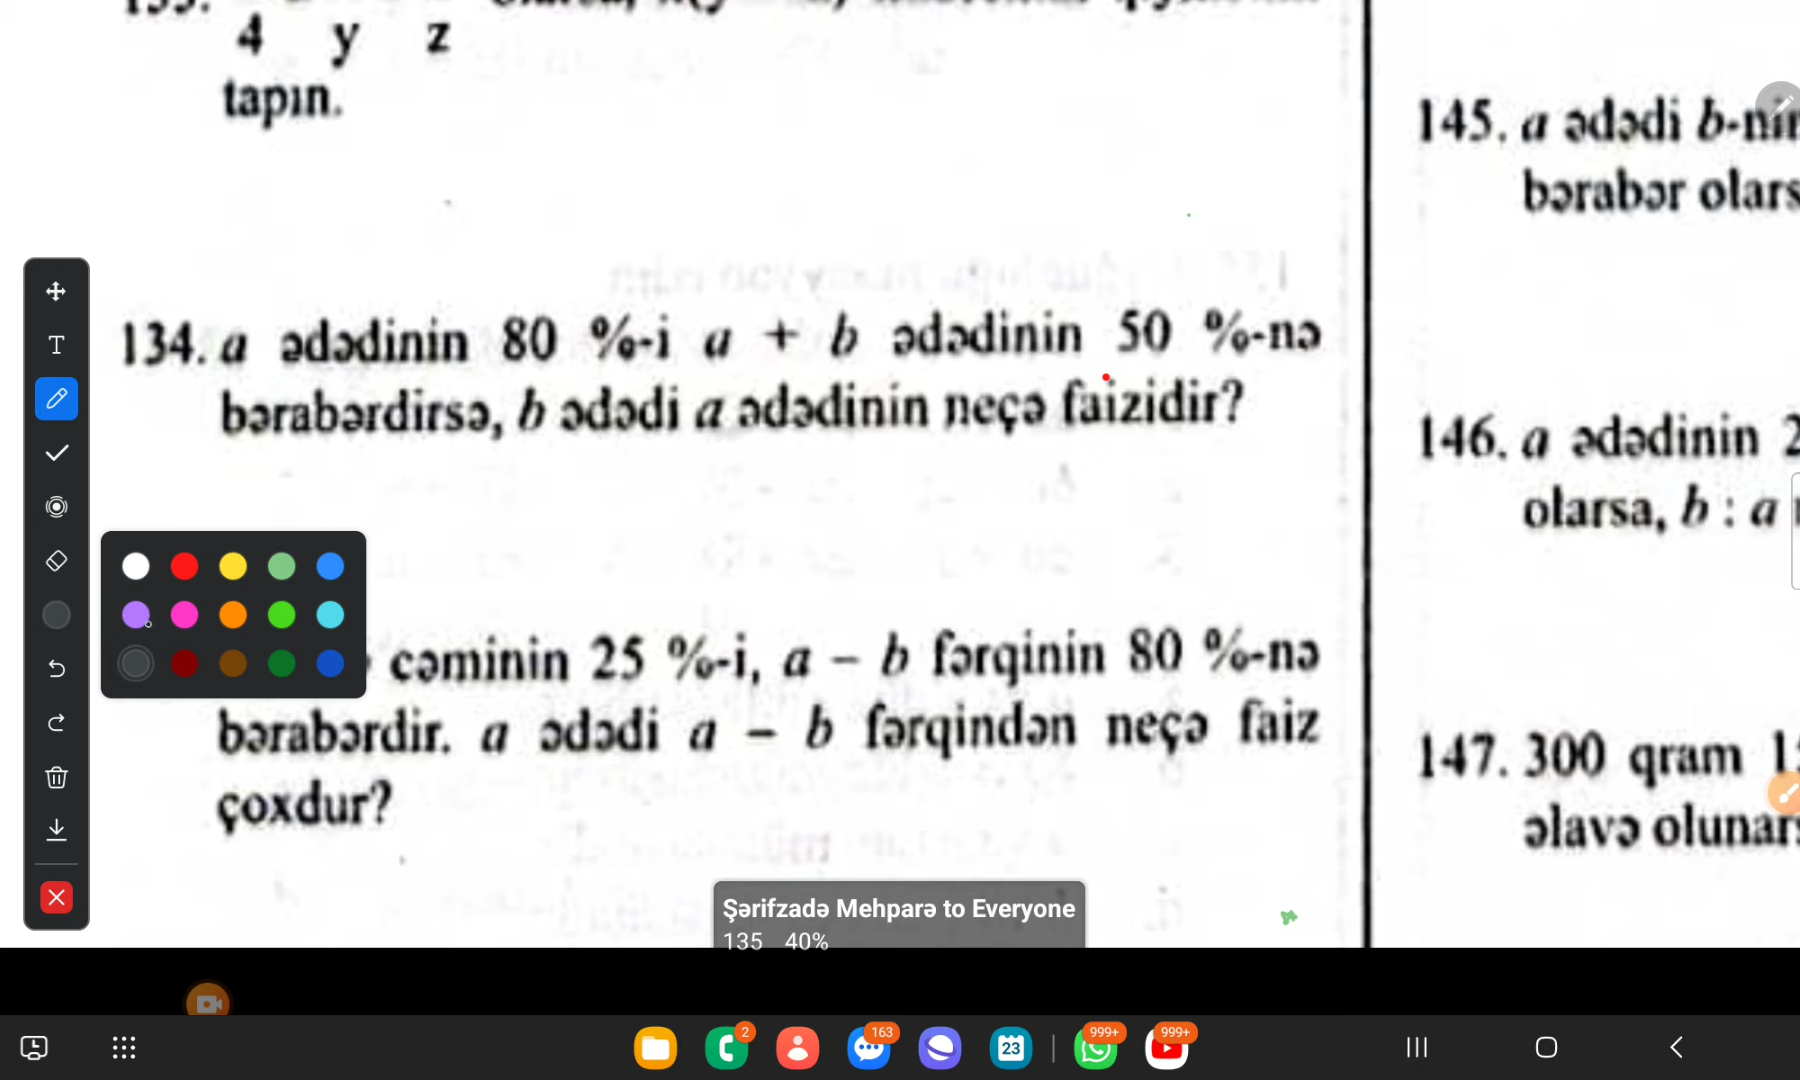 4 y z
tapın.
134. a ədədinin 80 %-i a + b ədədinin 50 %-nə
bərabərdirsə, b ədədi a ədədinin neçə faizidir?
cəminin 25 %-i, a – b fərqinin 80 %-nə
bərabərdir. a ədədi a – b fərqindən neçə faiz
çoxdur?
145. a ədədi b-nin
bərabər olars
146. a ədədinin 2
olarsa, b : a
147. 300 qram
əlavə olunar
T
Şərifzadə Mehparə to Everyone
135 40%
2
163
23
999+
999+